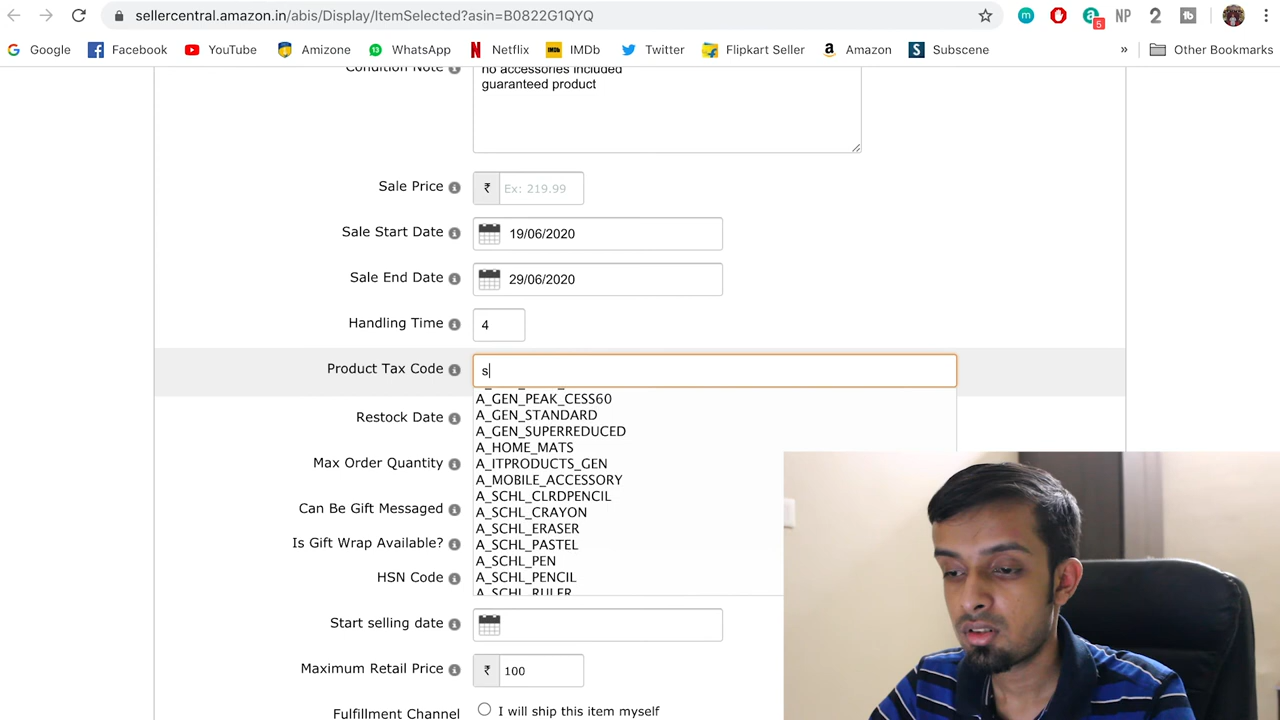 sellercentral.amazon.in/abis/Display/ItemSelected?asin=B0822G1QYQ
m
5
NP
2
Google
Facebook
YouTube
Amizone
WhatsApp
Netflix
IMDb
Twitter
Flipkart Seller
Amazon
Subscene
»
Other Bookmarks
Condition Note
no accessories included
guaranteed product
Sale Price
₹ Ex: 219.99
Sale Start Date
19/06/2020
Sale End Date
29/06/2020
Handling Time
4
Product Tax Code
s
A_GEN_PEAK_CESS60
A_GEN_STANDARD
A_GEN_SUPERREDUCED
A_HOME_MATS
A_ITPRODUCTS_GEN
A_MOBILE_ACCESSORY
A_SCHL_CLRDPENCIL
A_SCHL_CRAYON
A_SCHL_ERASER
A_SCHL_PASTEL
A_SCHL_PEN
A_SCHL_PENCIL
A_SCHL_RULER
Restock Date
Max Order Quantity
Can Be Gift Messaged
Is Gift Wrap Available?
HSN Code
Start selling date
Maximum Retail Price
₹ 100
Fulfillment Channel
I will ship this item myself